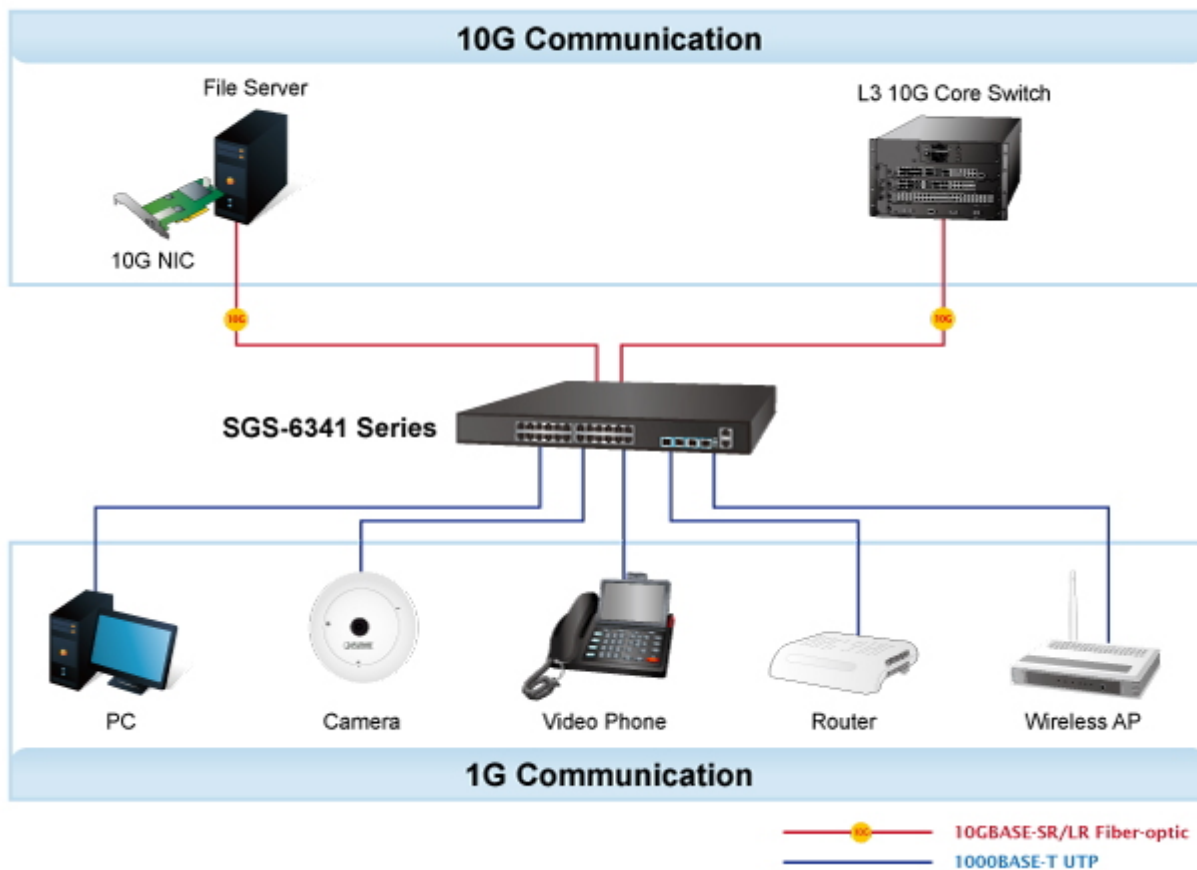 10G Communication
File Server
L3 10G Core Switch
10G NIC
10G
10G
SGS-6341 Series
PC
Camera
Video Phone
Router
Wireless AP
1G Communication
10G
10GBASE-SR/LR Fiber-optic
1000BASE-T UTP